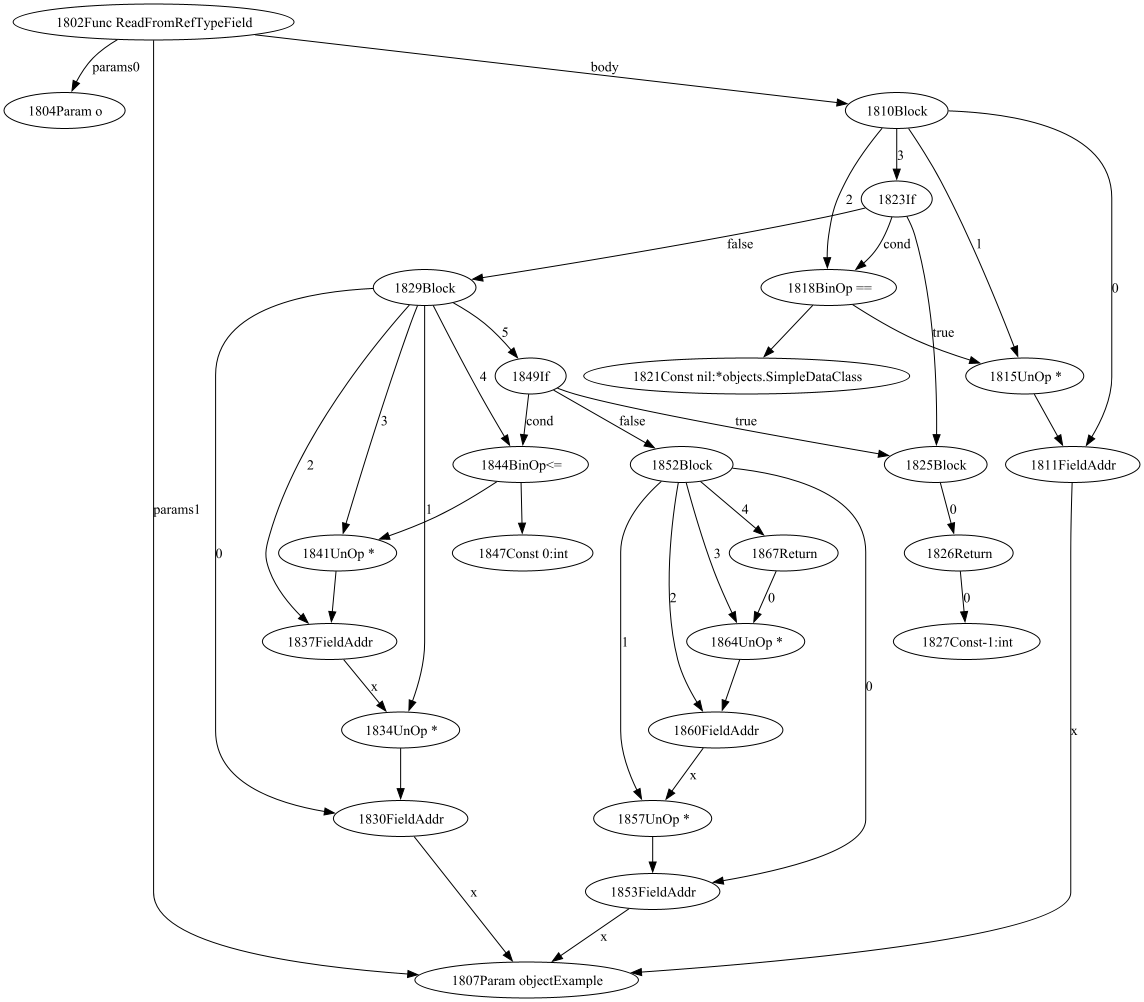 1802Func ReadFromRefTypeField
params0
body
1804Param o
1810Block
3
1823If
2
cond
1
false
0
1829Block
1818BinOp ==
5
true
1849If
1821Const nil:*objects.SimpleDataClass
1815UnOp *
4
3
cond
false
true
2
1844BinOp<=
1852Block
1825Block
1811FieldAddr
params1
1
4
0
0
1841UnOp *
1847Const 0:int
3
1867Return
1826Return
2
0
0
1837FieldAddr
1
1864UnOp *
1827Const-1:int
x
0
1834UnOp *
1860FieldAddr
x
x
1830FieldAddr
1857UnOp *
x
1853FieldAddr
x
1807Param objectExample